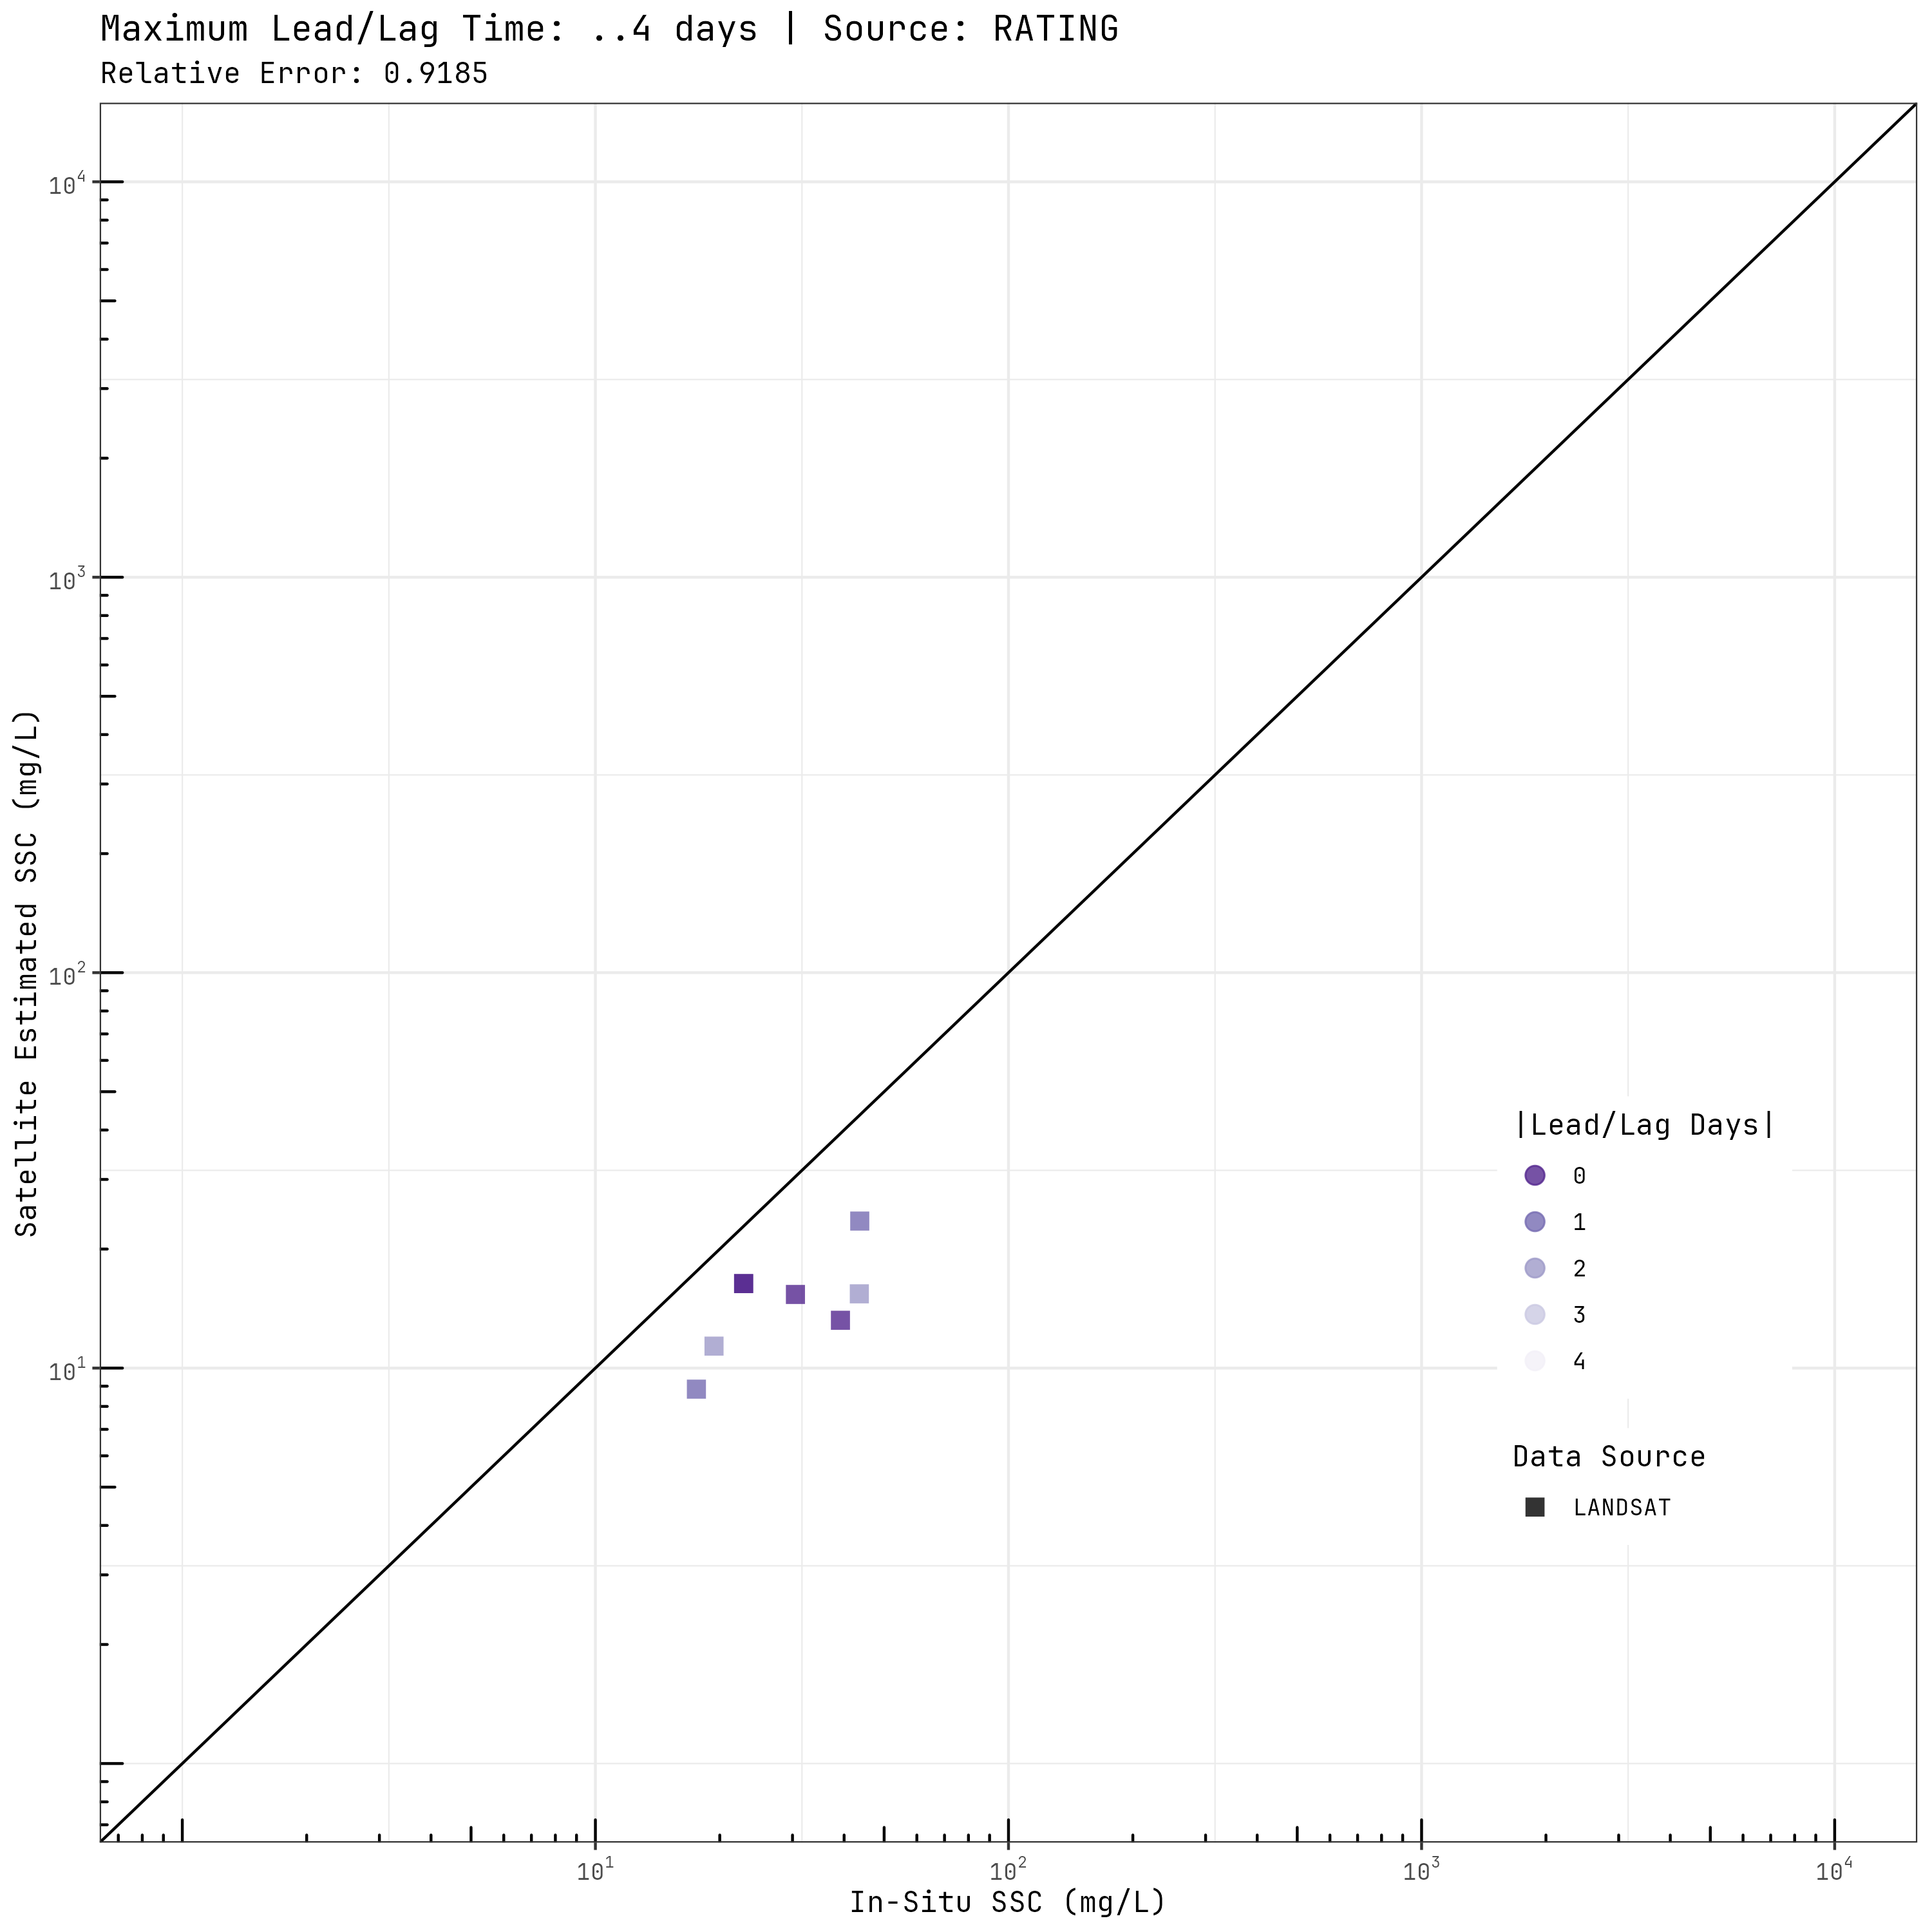 Maximum Lead/Lag Time: ..4 days | Source: RATING
Relative Error: 0.9185
10⁴
10³
10²
10¹
Satellite Estimated SSC (mg/L)
|Lead/Lag Days|
0
1
2
3
4
Data Source
LANDSAT
10¹ 10² 10³ 10⁴
In-Situ SSC (mg/L)